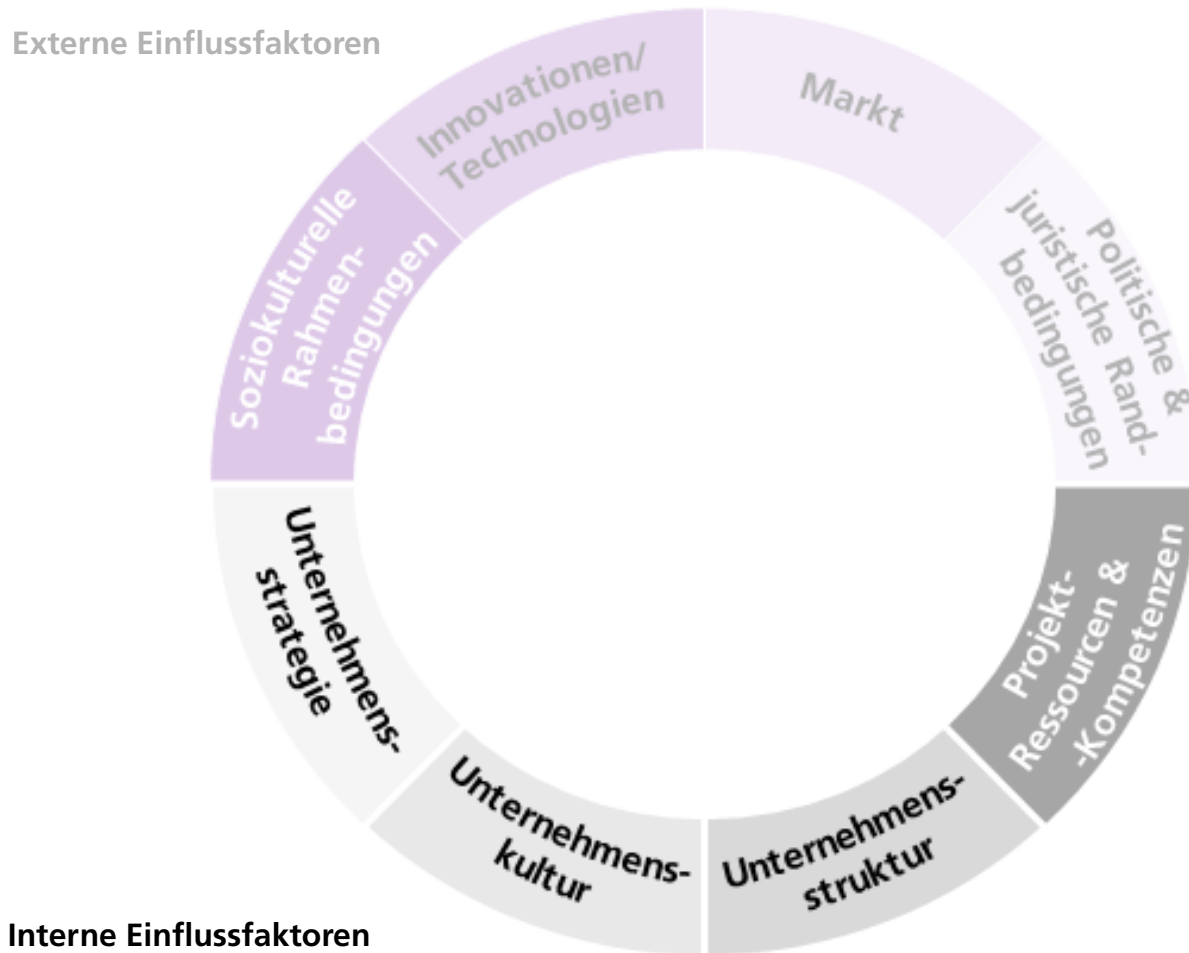 Externe Einflussfaktoren
Innovationen/
Technologien
Markt
Politische &
juristische Rand-
bedingungen
Soziokulturelle
Rahmen-
bedingungen
Unternehmens-
strategie
Unternehmens-
kultur
Unternehmens-
struktur
Projekt-
Ressourcen &
-Kompetenzen
Interne Einflussfaktoren